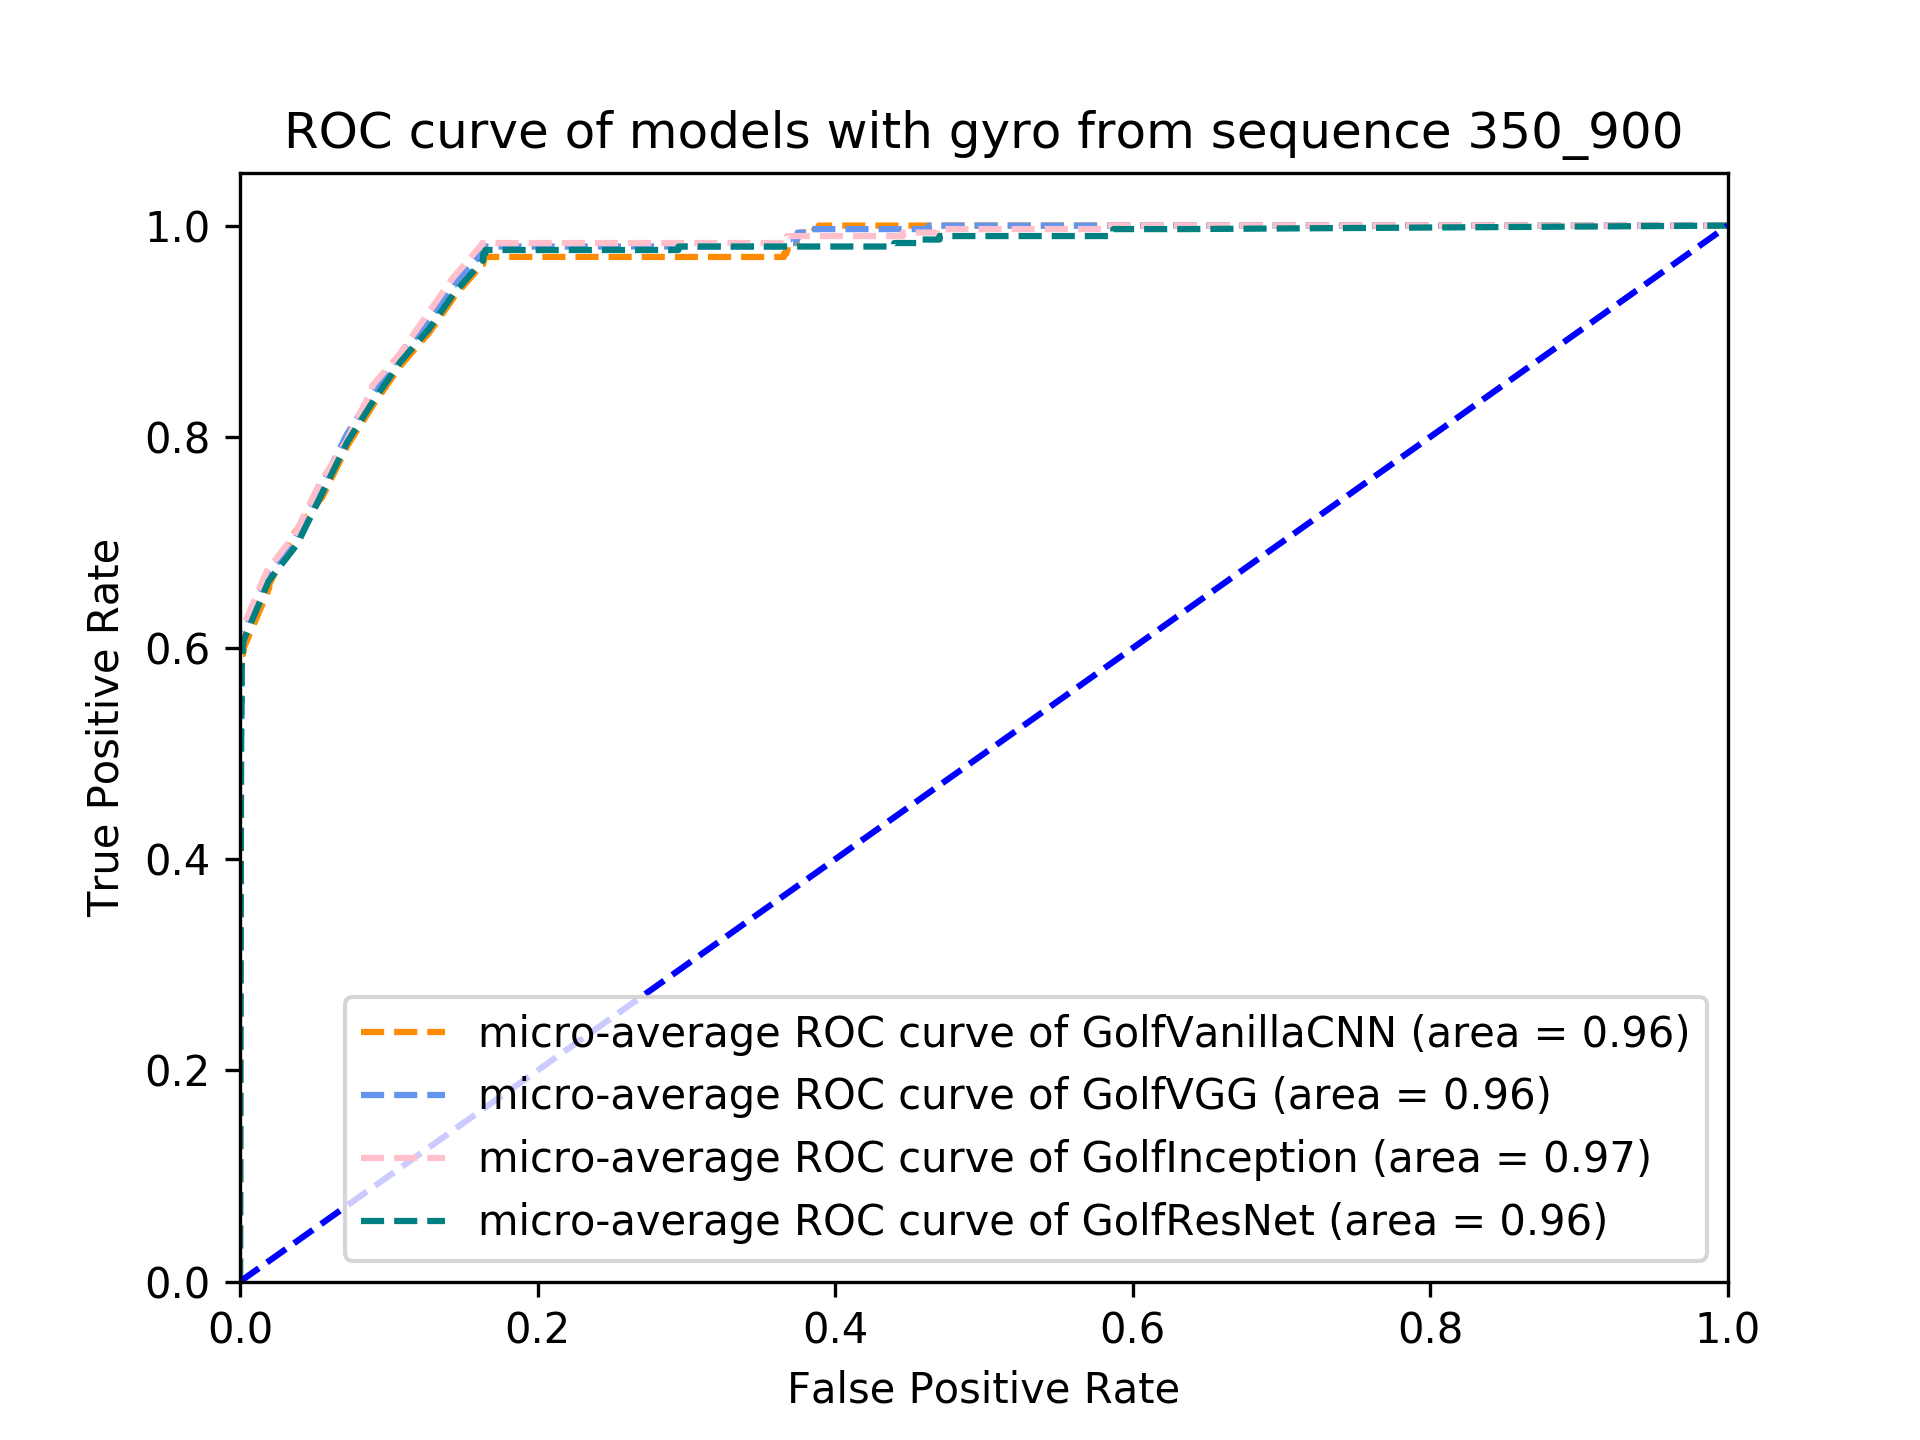 ROC curve of models with gyro from sequence 350_900
1.0
0.8
0.6
0.4
0.2
0.0
True Positive Rate
micro-average ROC curve of GolfVanillaCNN (area = 0.96)
micro-average ROC curve of GolfVGG (area = 0.96)
micro-average ROC curve of GolfInception (area = 0.97)
micro-average ROC curve of GolfResNet (area = 0.96)
0.0 0.2 0.4 0.6 0.8 1.0
False Positive Rate